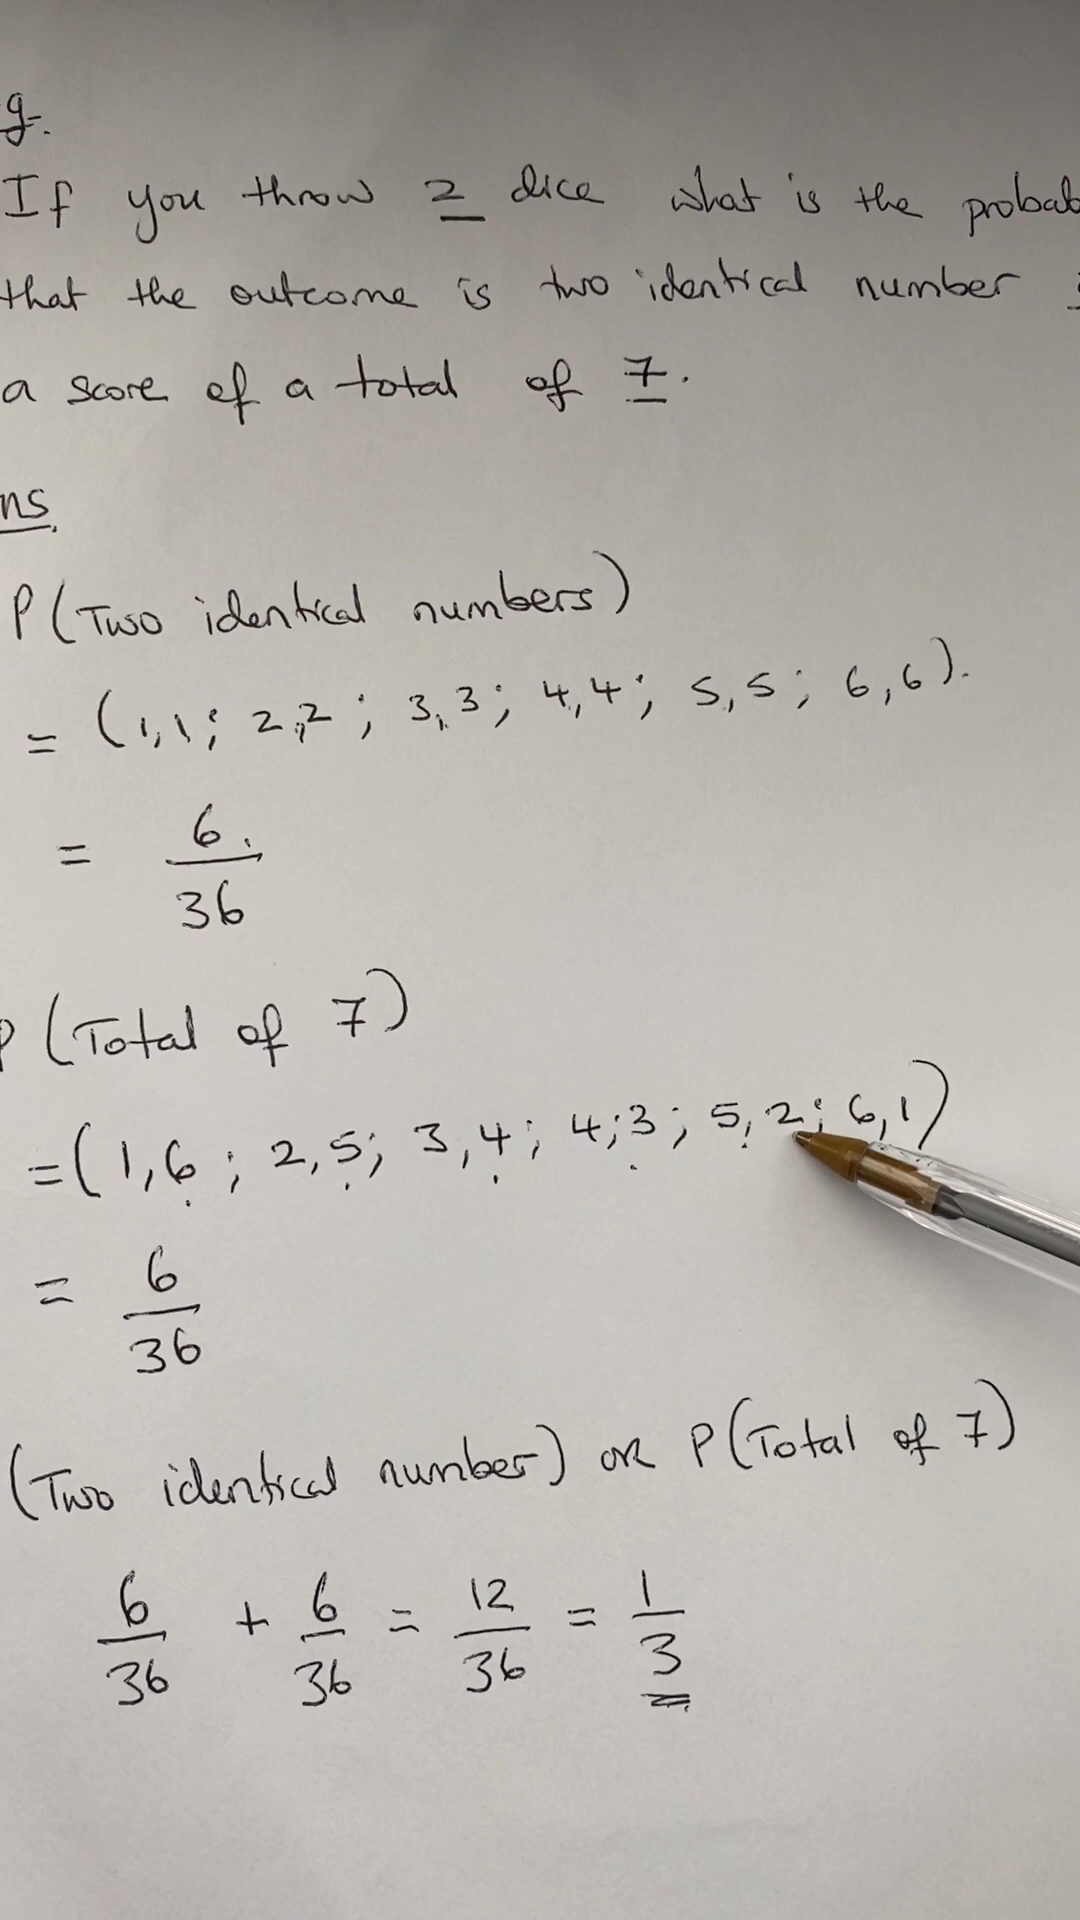 g.
If you throw 2 dice what is the probab
that the outcome is two identical number
a score of a total of 7.
ns.
P (Two identical numbers)
= (1,1; 2,2; 3,3; 4,4; 5,5; 6,6).
= 6/36
P (Total of 7)
= (1,6; 2,5; 3,4; 4;3; 5,2; 6,1)
= 6/36
(Two identical number) or P (Total of 7)
6/36 + 6/36 = 12/36 = 1/3